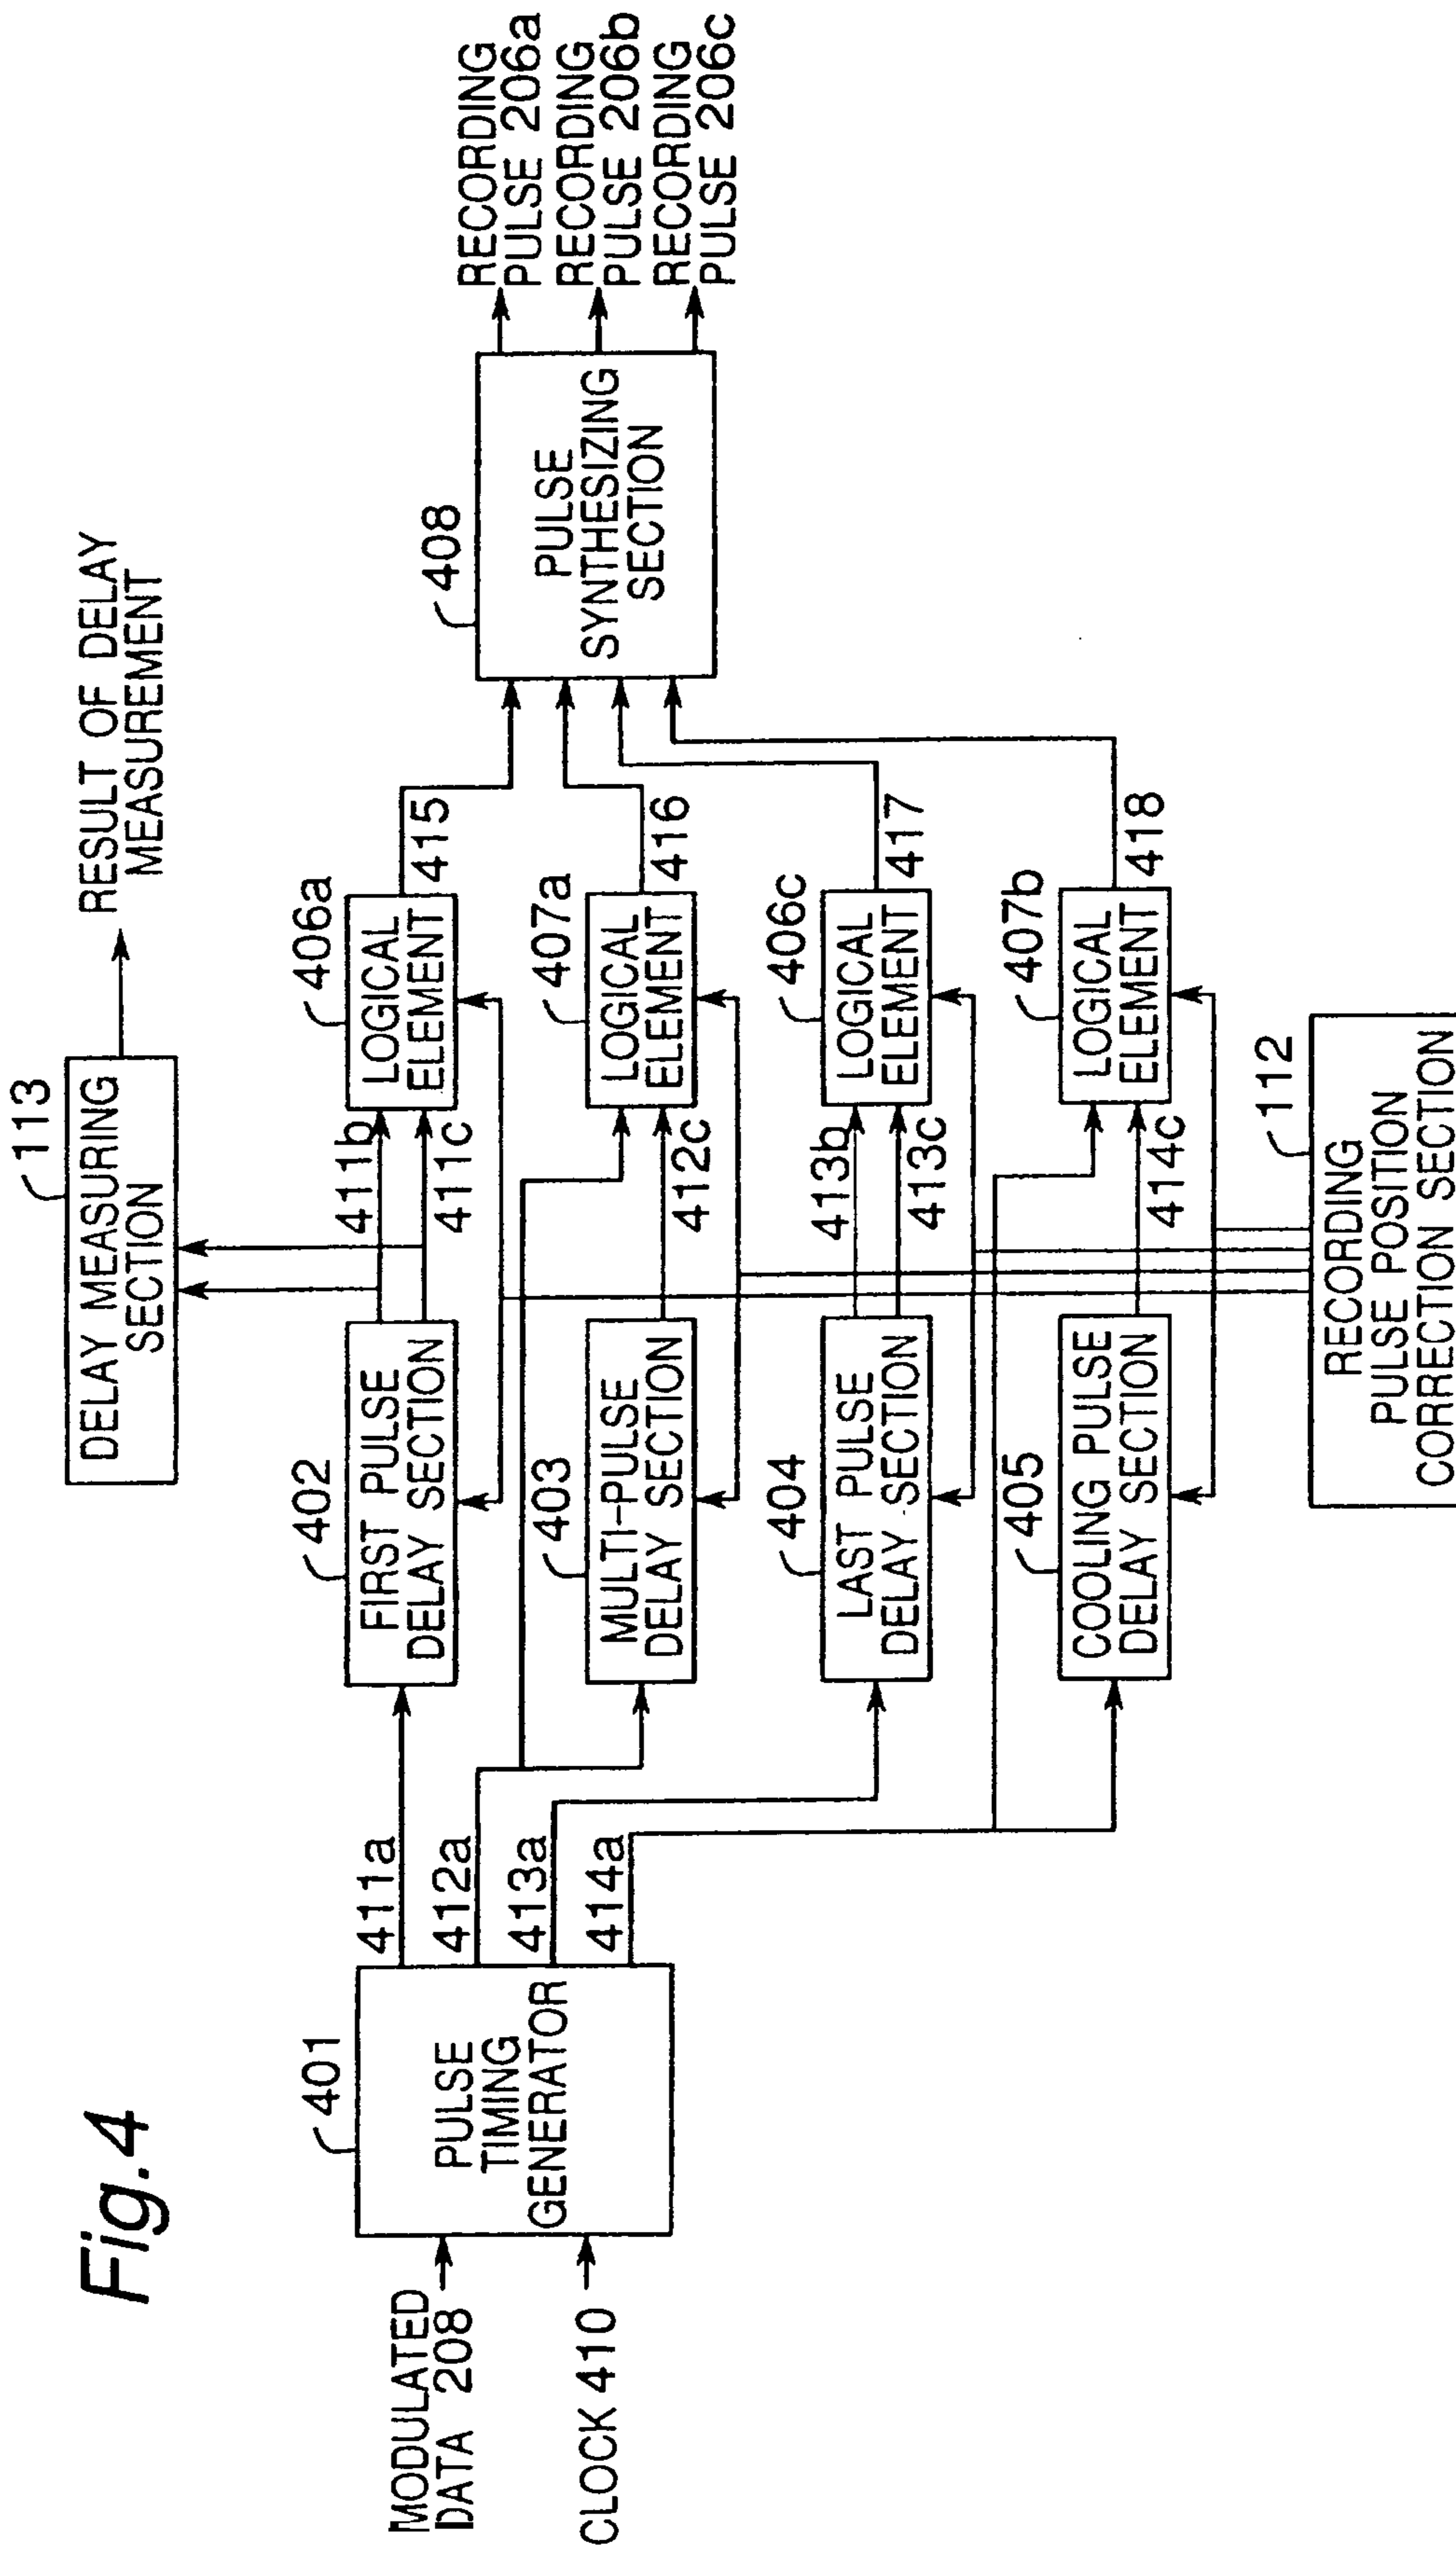 Fig.4
113
DELAY MEASURING
SECTION
RESULT OF DELAY
MEASUREMENT
MODULATED
DATA 208
CLOCK 410
401
PULSE
TIMING
GENERATOR
411a
412a
413a
414a
402
FIRST PULSE
DELAY SECTION
411b
411c
406a
LOGICAL
ELEMENT
415
403
MULTI-PULSE
DELAY SECTION
412c
407a
LOGICAL
ELEMENT
416
404
LAST PULSE
DELAY SECTION
413b
413c
406c
LOGICAL
ELEMENT
417
405
COOLING PULSE
DELAY SECTION
414c
407b
LOGICAL
ELEMENT
418
408
PULSE
SYNTHESIZING
SECTION
RECORDING
PULSE 206a
RECORDING
PULSE 206b
RECORDING
PULSE 206c
112
RECORDING
PULSE POSITION
CORRECTION SECTION